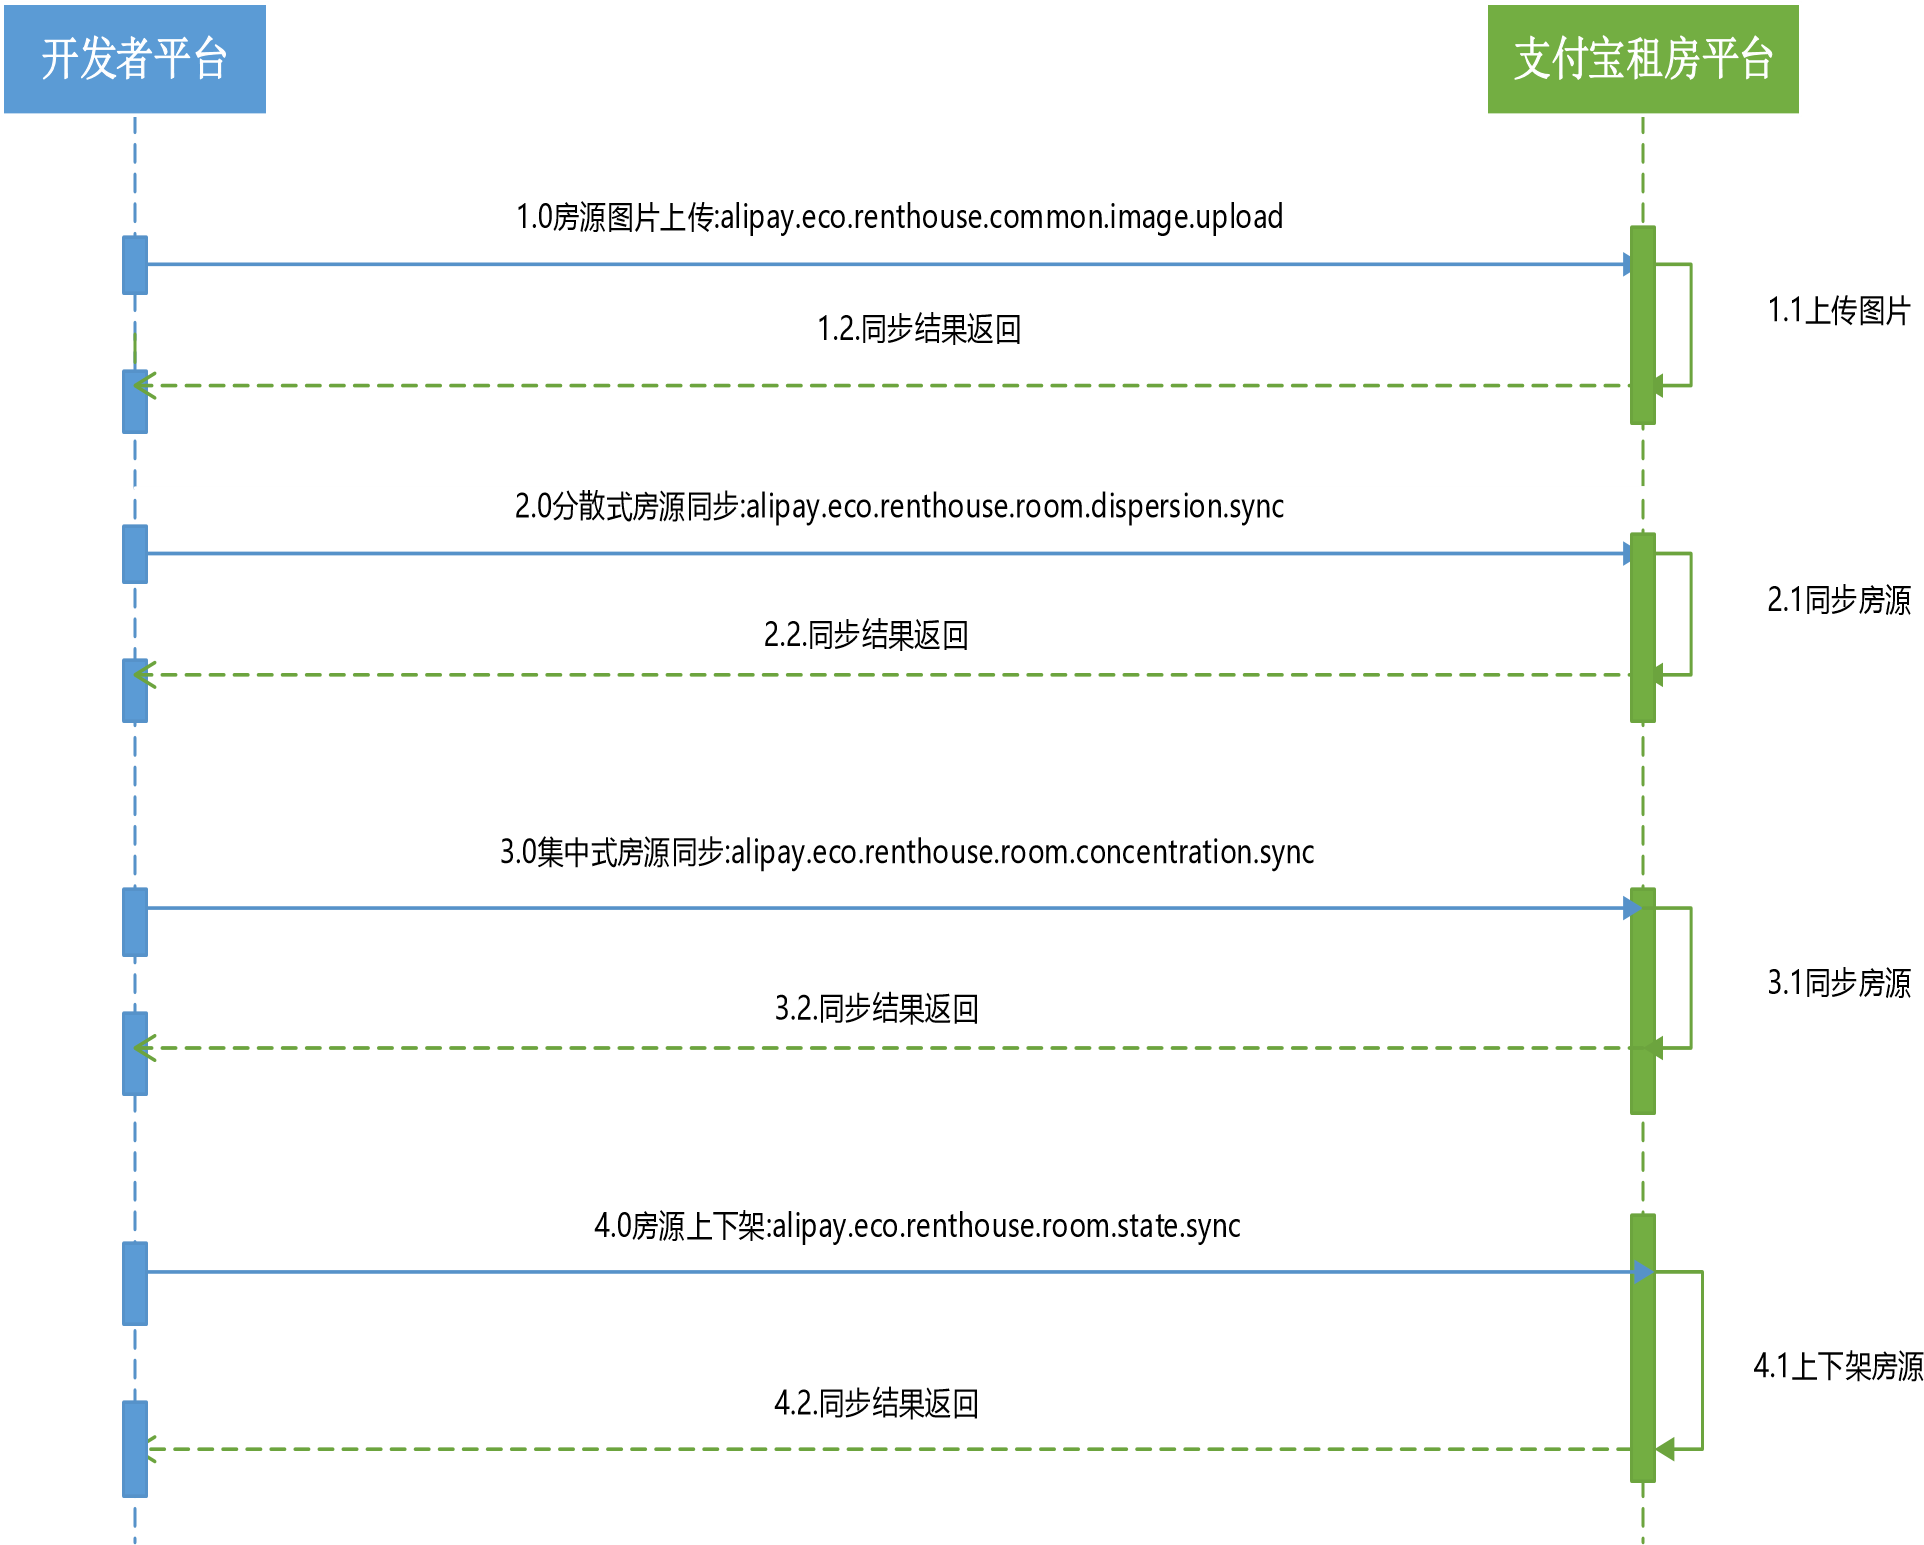 开发者平台
支付宝租房平台
1.0房源图片上传:alipay.eco.renthouse.common.image.upload
1.1上传图片
1.2.同步结果返回
2.0分散式房源同步:alipay.eco.renthouse.room.dispersion.sync
2.1同步房源
2.2.同步结果返回
3.0集中式房源同步:alipay.eco.renthouse.room.concentration.sync
3.1同步房源
3.2.同步结果返回
4.0房源上下架:alipay.eco.renthouse.room.state.sync
4.1上下架房源
4.2.同步结果返回